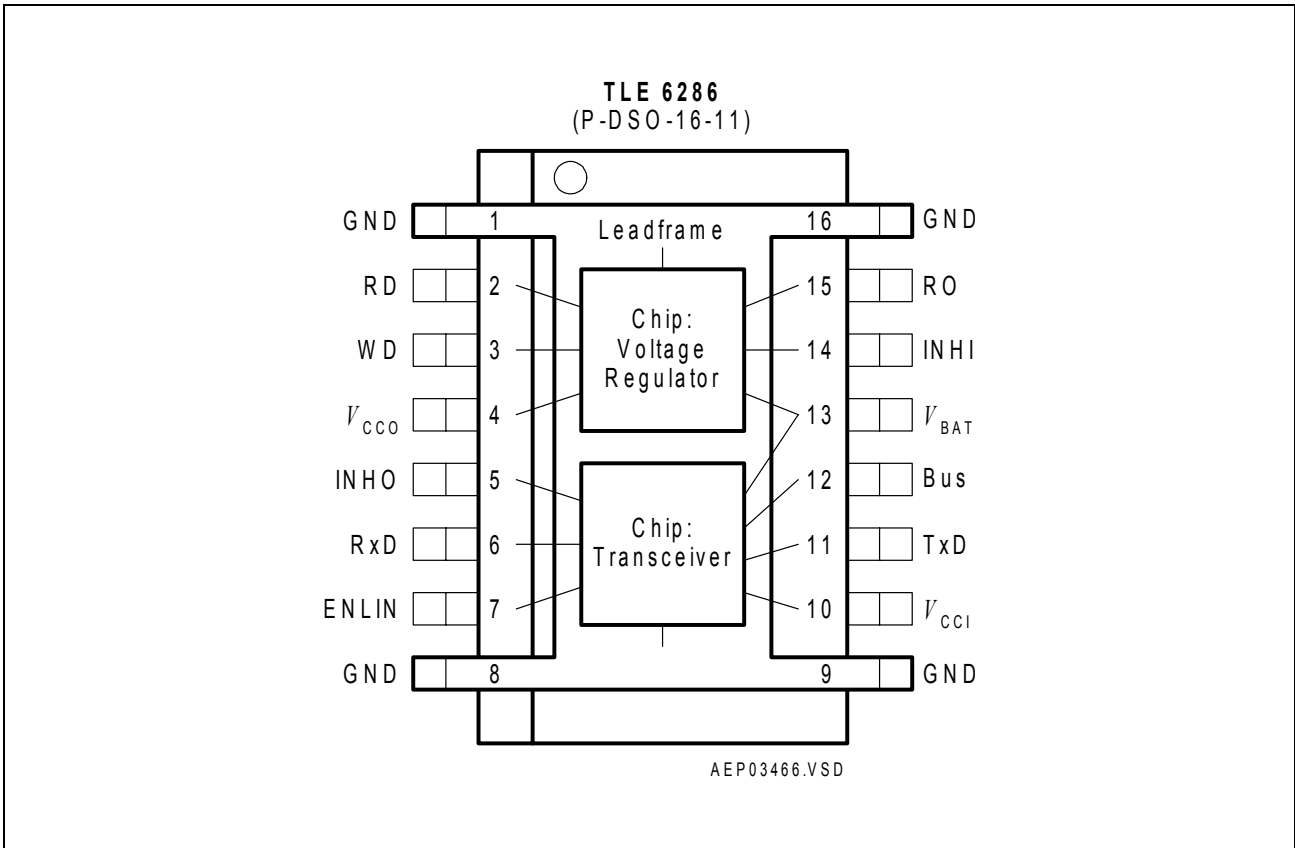 TLE 6286
(P-DSO-16-11)
GND 1 Leadframe 16 GND
RD 2 15 RO
Chip:
Voltage
Regulator
WD 3 14 INHI
VCCO 4 13 VBAT
INHO 5 12 Bus
Chip:
Transceiver
RxD 6 11 TxD
ENLIN 7 10 VCCI
GND 8 9 GND
AEP03466.VSD